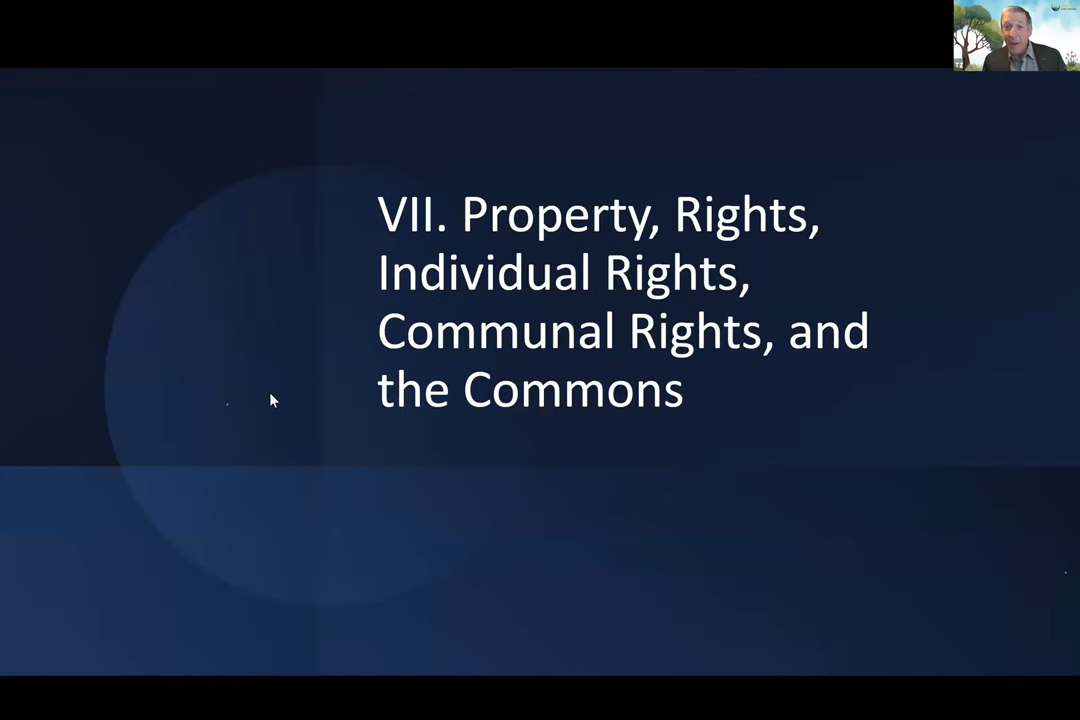 VII. Property, Rights,
Individual Rights,
Communal Rights, and
the Commons